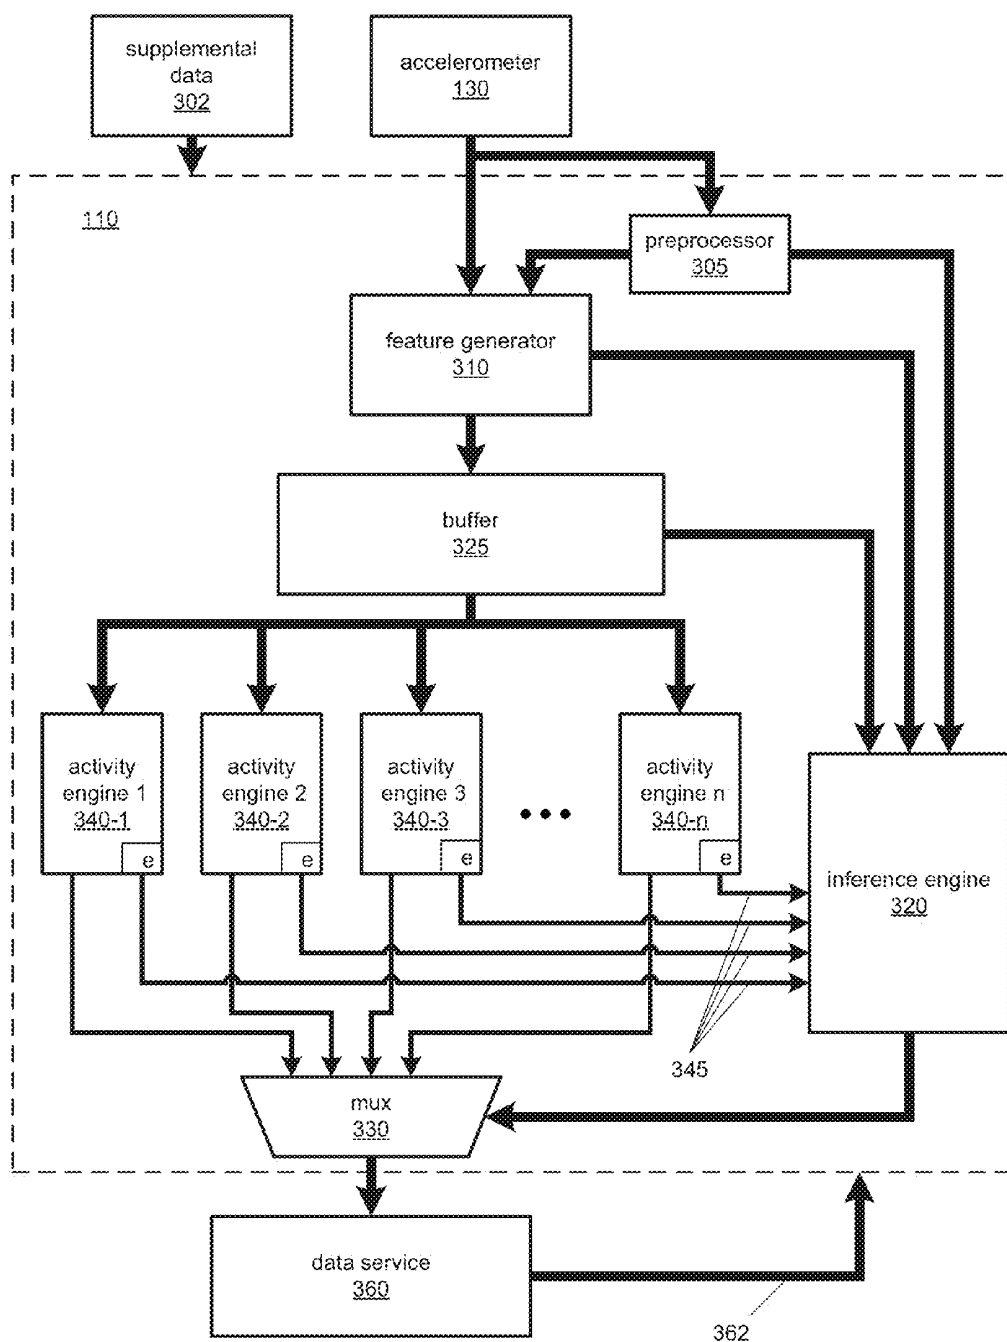 supplemental
data
302
accelerometer
130
110
preprocessor
305
feature generator
310
buffer
325
activity
engine 1
340-1
e
activity
engine 2
340-2
e
activity
engine 3
340-3
e
activity
engine n
340-n
e
inference engine
320
345
mux
330
data service
360
362